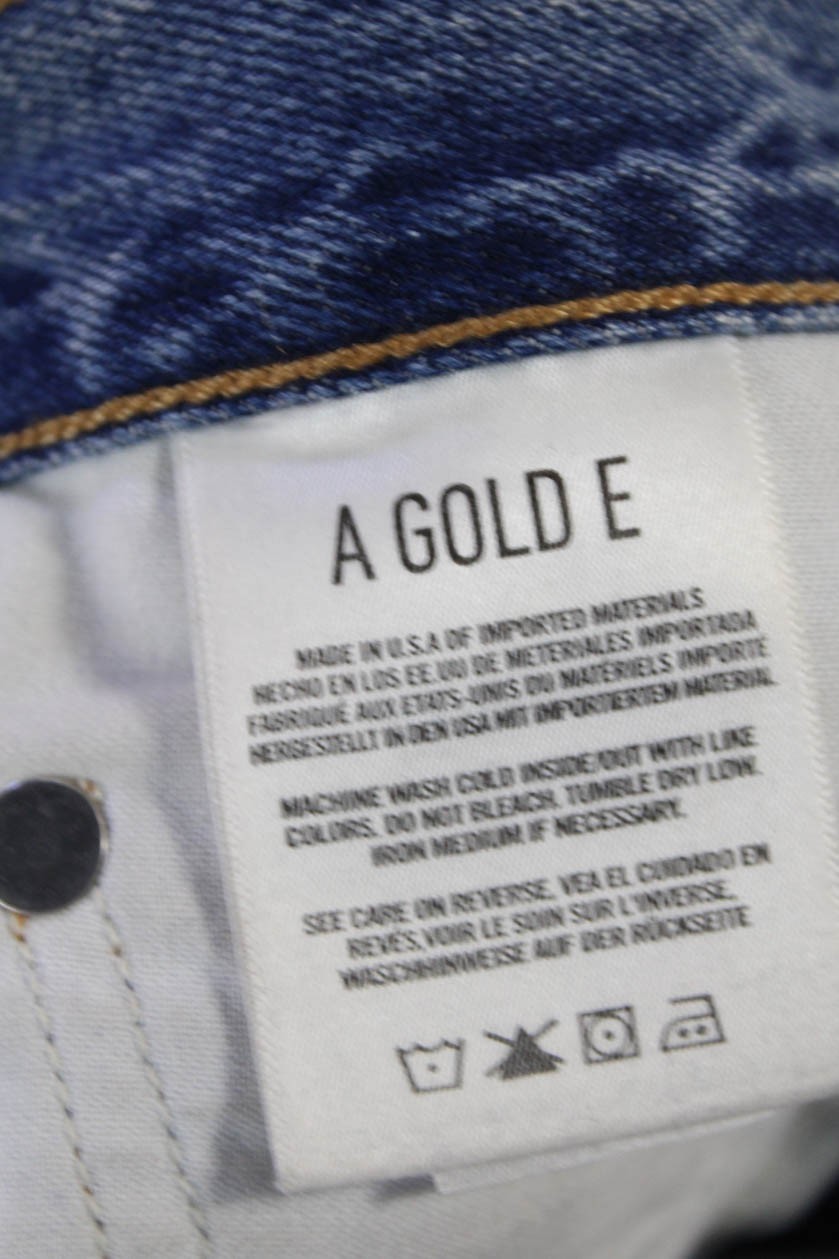 A GOLD E
MADE IN U.S.A OF IMPORTED MATERIALS
HECHO EN LOS EE.UU DE METERIALES IMPORTADA
FABRIQUÉ AUX ETATS-UNIS DU MATÉRIELS IMPORTÉ
HERGESTELLT IN DEN USA MIT IMPORTIERTEM MATERIAL
MACHINE WASH COLD INSIDE/OUT WITH LIKE
COLORS. DO NOT BLEACH. TUMBLE DRY LOW.
IRON MEDIUM IF NECESSARY.
SEE CARE ON REVERSE. VEA EL CUIDADO EN
REVÉS. VOIR LE SOIN SUR L'INVERSE.
WASCHHINWEISE AUF DER RÜCKSEITE